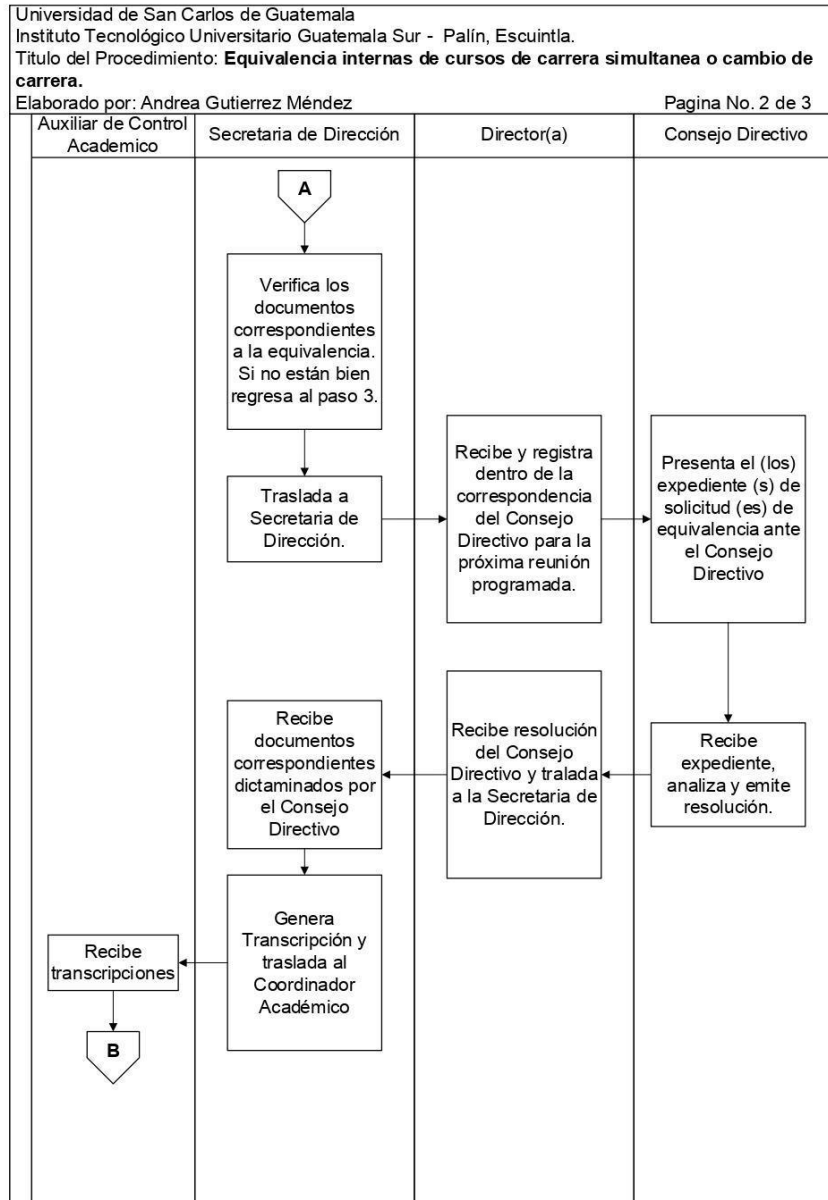 Universidad de San Carlos de Guatemala
Instituto Tecnológico Universitario Guatemala Sur - Palín, Escuintla.
Titulo del Procedimiento: Equivalencia internas de cursos de carrera simultanea o cambio de
carrera.
Elaborado por: Andrea Gutierrez Méndez
Pagina No. 2 de 3
Auxiliar de Control
Academico
Secretaria de Dirección
Director(a)
Consejo Directivo
A
Verifica los
documentos
correspondientes
a la equivalencia.
Si no están bien
regresa al paso 3.
Traslada a
Secretaria de
Dirección.
Recibe y registra
dentro de la
correspondencia
del Consejo
Directivo para la
próxima reunión
programada.
Presenta el (los)
expediente (s) de
solicitud (es) de
equivalencia ante
el Consejo
Directivo
Recibe
expediente,
analiza y emite
resolución.
Recibe resolución
del Consejo
Directivo y tralada
a la Secretaria de
Dirección.
Recibe
documentos
correspondientes
dictaminados por
el Consejo
Directivo
Genera
Transcripción y
traslada al
Coordinador
Académico
Recibe
transcripciones
B